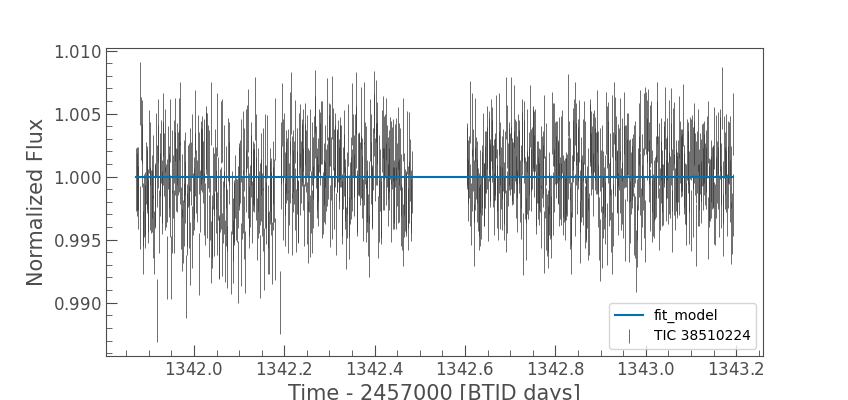 1.010
1.005
1.000
0.995
0.990
Normalized Flux
1342.0 1342.2 1342.4 1342.6 1342.8 1343.0 1343.2
Time - 2457000 [BTJD days]
fit_model
TIC 38510224